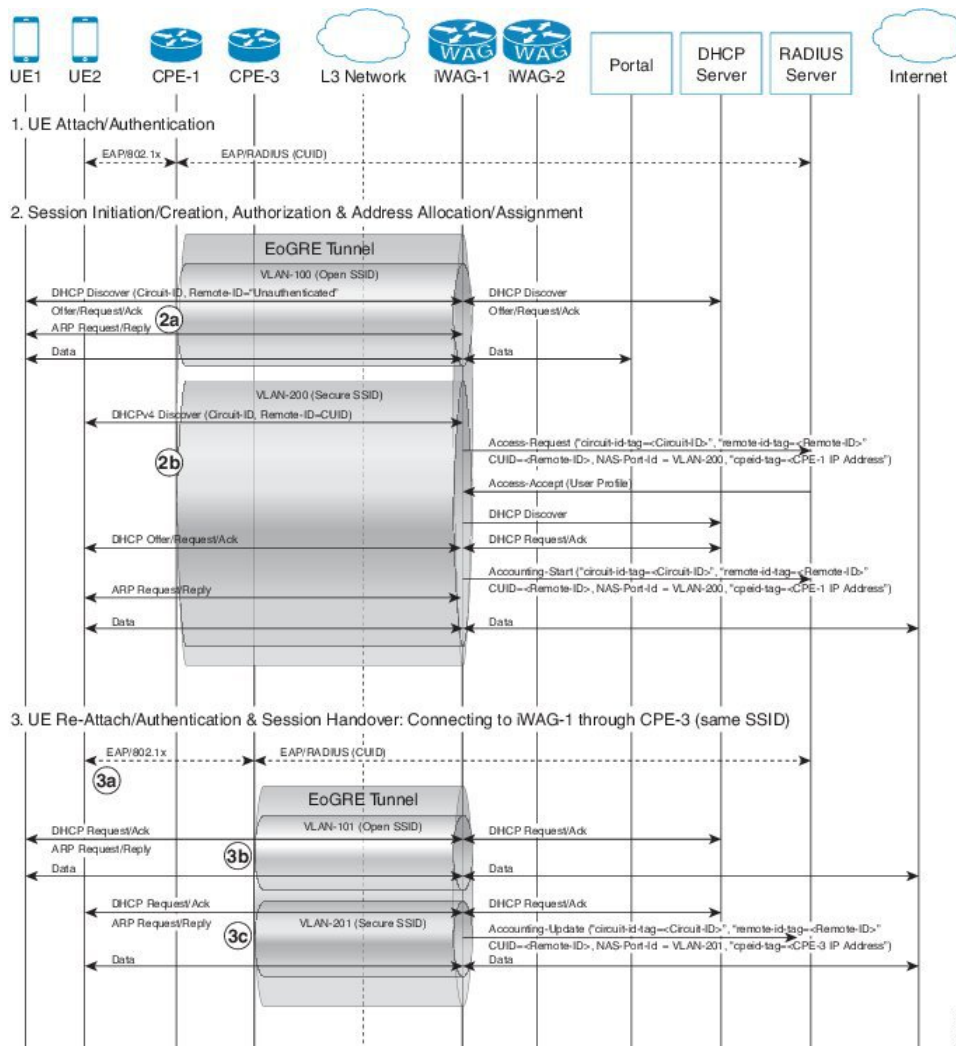 UE1 UE2 CPE-1 CPE-3 L3 Network iWAG-1 iWAG-2 Portal DHCP Server RADIUS Server Internet
WAG WAG
1. UE Attach/Authentication
EAP/802.1x EAP/RADIUS (CUID)
2. Session Initiation/Creation, Authorization & Address Allocation/Assignment
EoGRE Tunnel
VLAN-100 (Open SSID)
DHCP Discover (Circuit-ID, Remote-ID="Unauthenticated" DHCP Discover
Offer/Request/Ack 2a Offer/Request/Ack
ARP Request/Reply
Data Data
VLAN-200 (Secure SSID)
DHCPv4 Discover (Circuit-ID, Remote-ID=CUID)
Access-Request ("circuit-id-tag=<Circuit-ID>", "remote-id-tag=<Remote-ID>"
2b CUID=<Remote-ID>, NAS-Port-Id = VLAN-200, "cpeid-tag=<CPE-1 IP Address")
Access-Accept (User Profile)
DHCP Discover
DHCP Offer/Request/Ack DHCP Request/Ack
Accounting-Start ("circuit-id-tag=<Circuit-ID>", "remote-id-tag=<Remote-ID>"
ARP Request/Reply CUID=<Remote-ID>, NAS-Port-Id = VLAN-200, "cpeid-tag=<CPE-1 IP Address")
Data Data
3. UE Re-Attach/Authentication & Session Handover: Connecting to iWAG-1 through CPE-3 (same SSID)
EAP/802.1x EAP/RADIUS (CUID)
3a
EoGRE Tunnel
VLAN-101 (Open SSID)
DHCP Request/Ack DHCP Request/Ack
ARP Request/Reply 3b
Data Data
DHCP Request/Ack DHCP Request/Ack
ARP Request/Reply VLAN-201 (Secure SSID) Accounting-Update ("circuit-id-tag=<Circuit-ID>", "remote-id-tag=<Remote-ID>"
3c CUID=<Remote-ID>, NAS-Port-Id = VLAN-201, "cpeid-tag=<CPE-3 IP Address")
Data Data